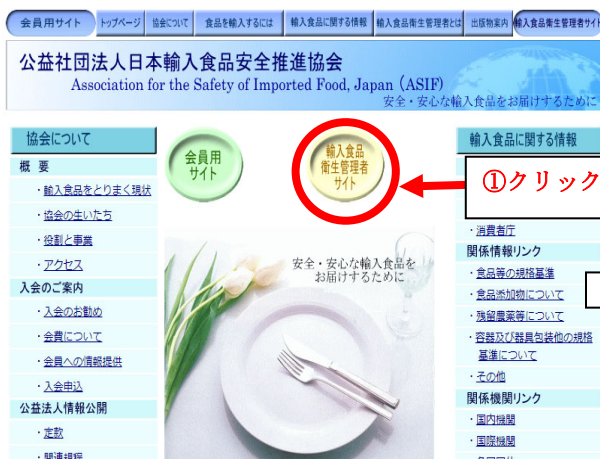 会員用サイト
トップページ
協会について
食品を輸入するには
輸入食品に関する情報
輸入食品衛生管理者とは
出版物案内
輸入食品衛生管理者サイト
公益社団法人日本輸入食品安全推進協会
Association for the Safety of Imported Food, Japan (ASIF)
安全・安心な輸入食品をお届けするために
協会について
概 要
・輸入食品をとりまく現状
・協会の生いたち
・役割と事業
・アクセス
入会のご案内
・入会のお勧め
・会費について
・会員への情報提供
・入会申込
公益法人情報公開
・定款
・関連規程
会員用
サイト
輸入食品
衛生管理者
サイト
安全・安心な輸入食品を
お届けするために
輸入食品に関する情報
①クリック
・消費者庁
関係情報リンク
・食品等の規格基準
・食品添加物について
・残留農薬等について
・容器及び器具包装他の規格
基準について
・その他
関係機関リンク
・国内機関
・国際機関